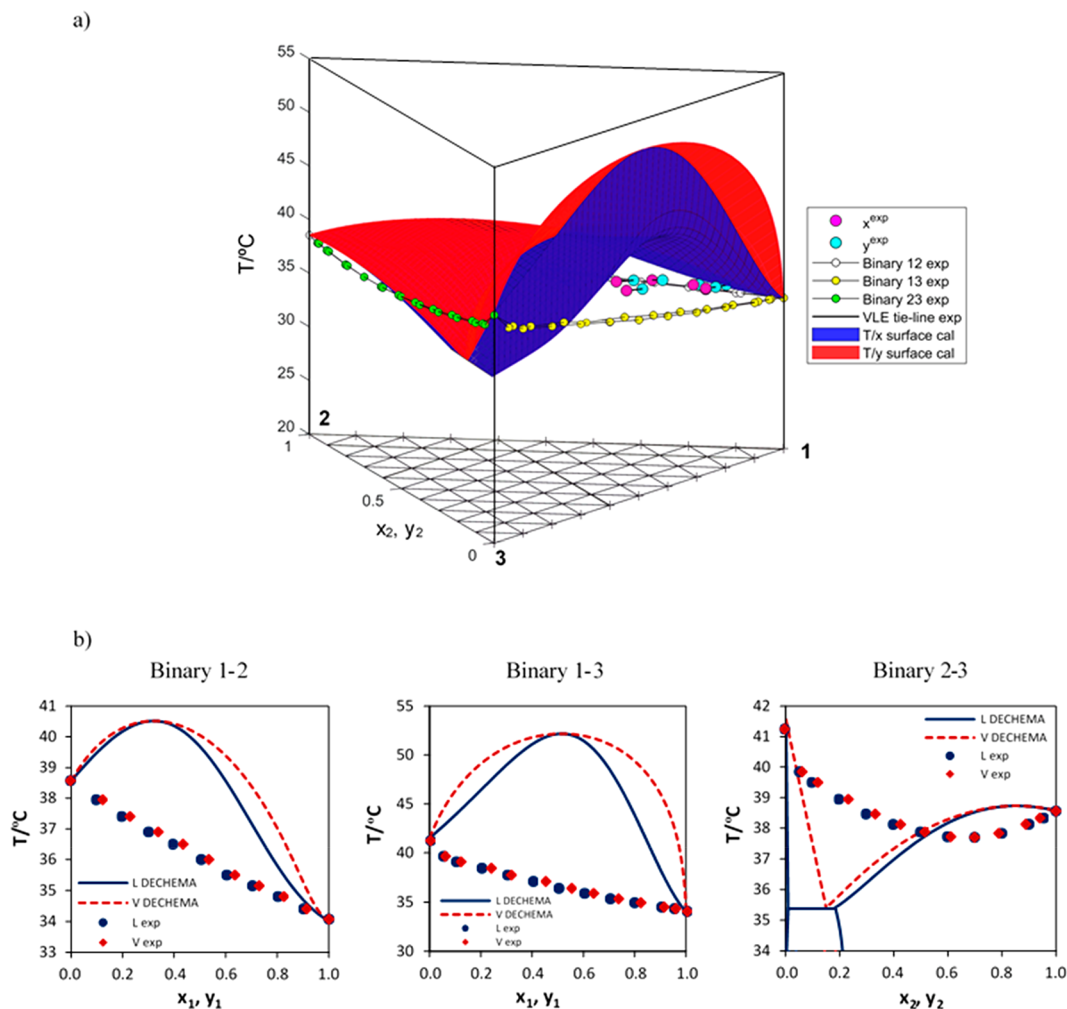 a)
55
50
45
40
35
30
25
20
T/ºC
1
0.5
0
x2, y2
2
3
1
x^exp
y^exp
Binary 12 exp
Binary 13 exp
Binary 23 exp
VLE tie-line exp
T/x surface cal
T/y surface cal
b)
Binary 1-2
41
40
39
38
37
36
35
34
33
T/ºC
L DECHEMA
V DECHEMA
L exp
V exp
0.0 0.2 0.4 0.6 0.8 1.0
x1, y1
Binary 1-3
55
50
45
40
35
30
T/ºC
L DECHEMA
V DECHEMA
L exp
V exp
0.0 0.2 0.4 0.6 0.8 1.0
x1, y1
Binary 2-3
42
41
40
39
38
37
36
35
34
T/ºC
L DECHEMA
V DECHEMA
L exp
V exp
0.0 0.2 0.4 0.6 0.8 1.0
x2, y2